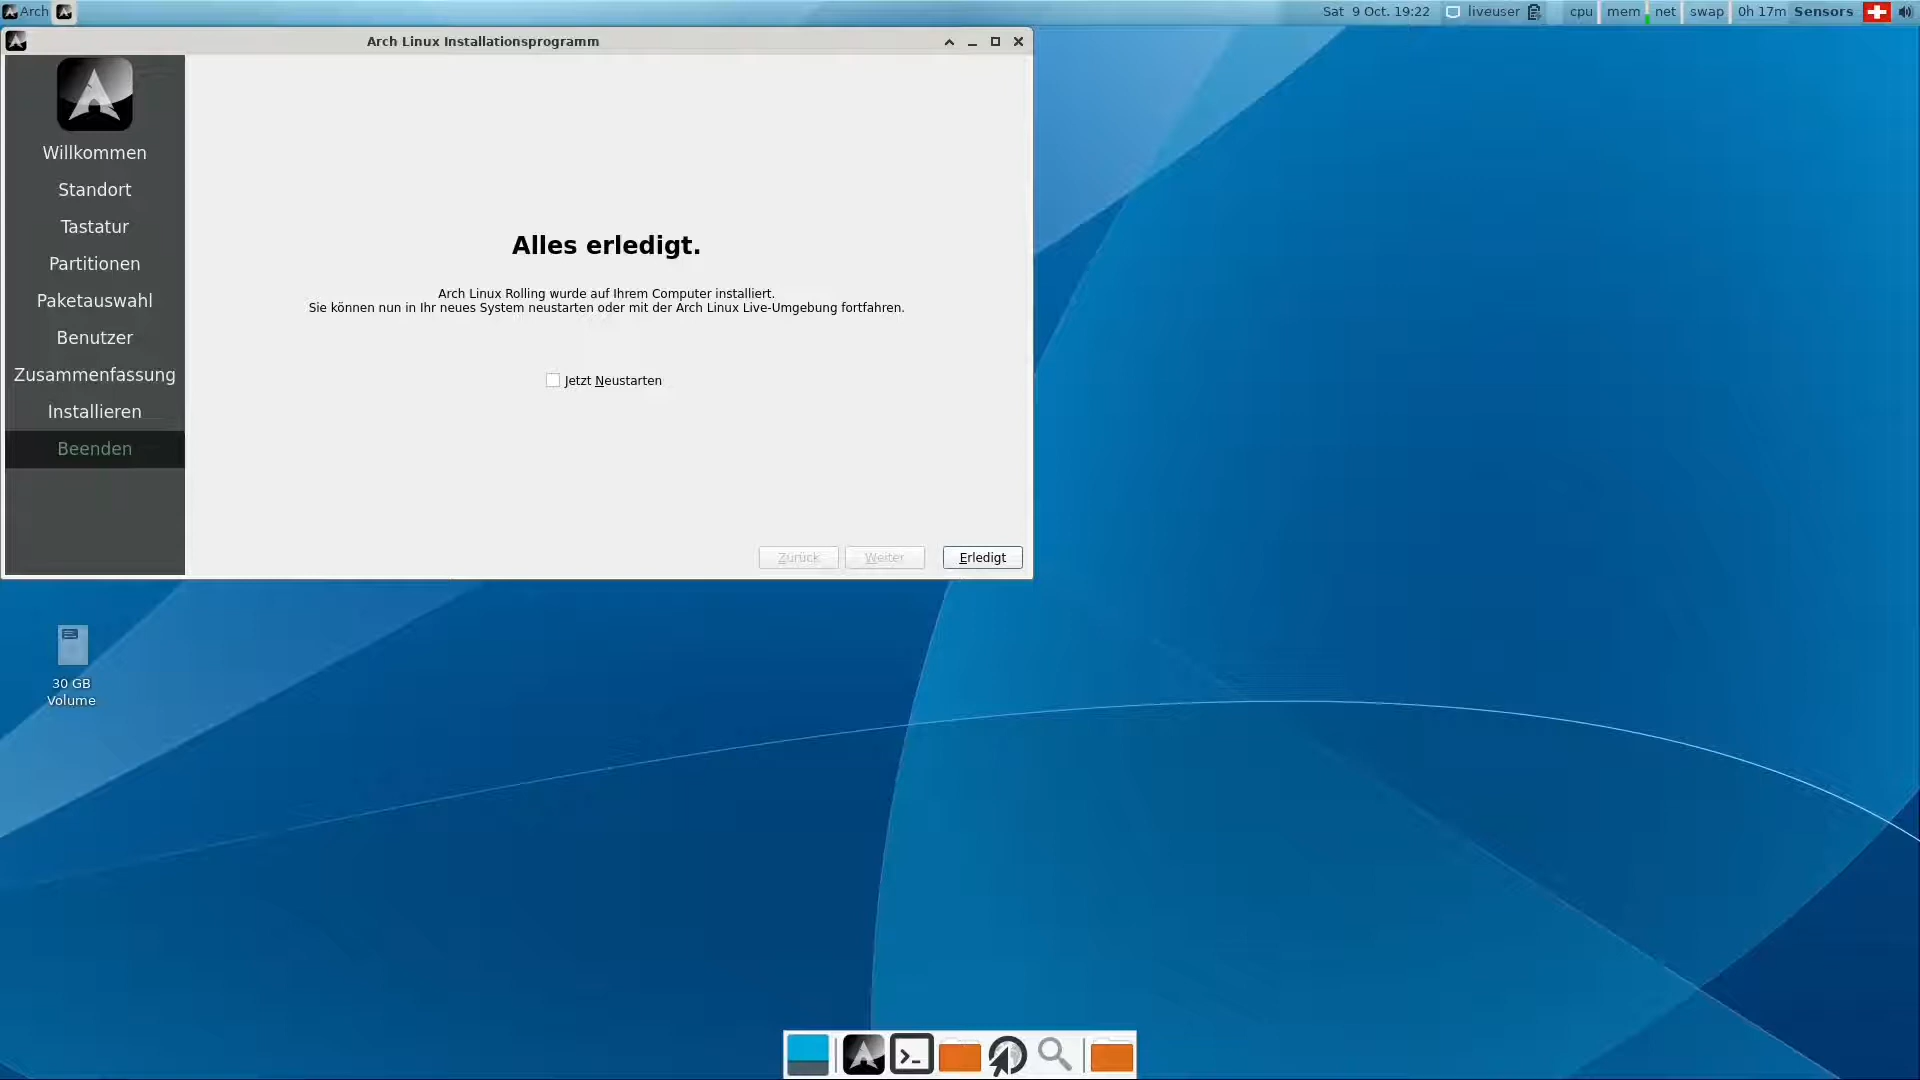 Arch
Sat 9 Oct. 19:22
liveuser
cpu
mem
net
swap
0h 17m
Sensors
Arch Linux Installationsprogramm
Willkommen
Standort
Tastatur
Partitionen
Paketauswahl
Benutzer
Zusammenfassung
Installieren
Beenden
Alles erledigt.
Arch Linux Rolling wurde auf Ihrem Computer installiert.
Sie können nun in Ihr neues System neustarten oder mit der Arch Linux Live-Umgebung fortfahren.
Jetzt Neustarten
Zurück
Weiter
Erledigt
30 GB
Volume